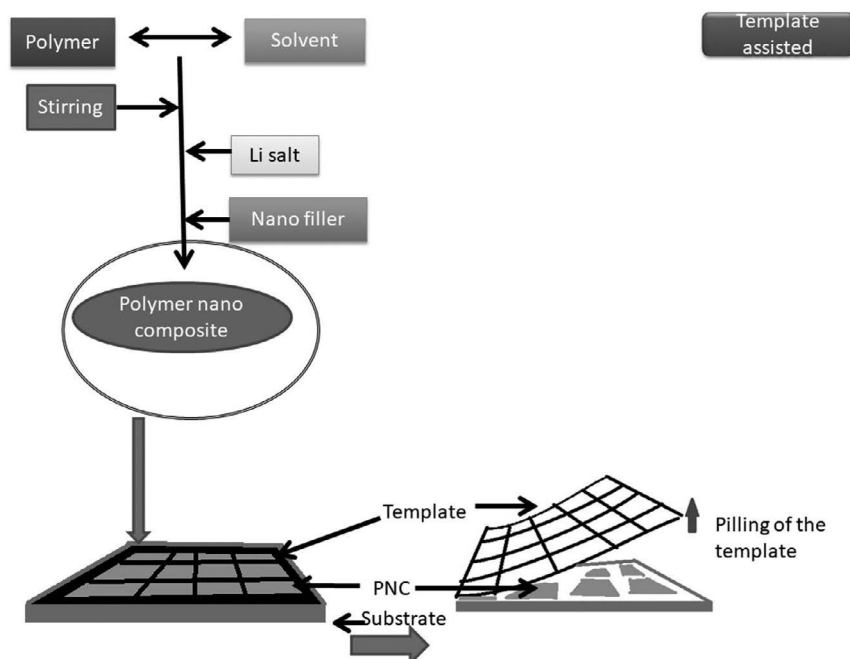 Polymer
Solvent
Template
assisted
Stirring
Li salt
Nano filler
Polymer nano
composite
Template
Pilling of the
template
PNC
Substrate